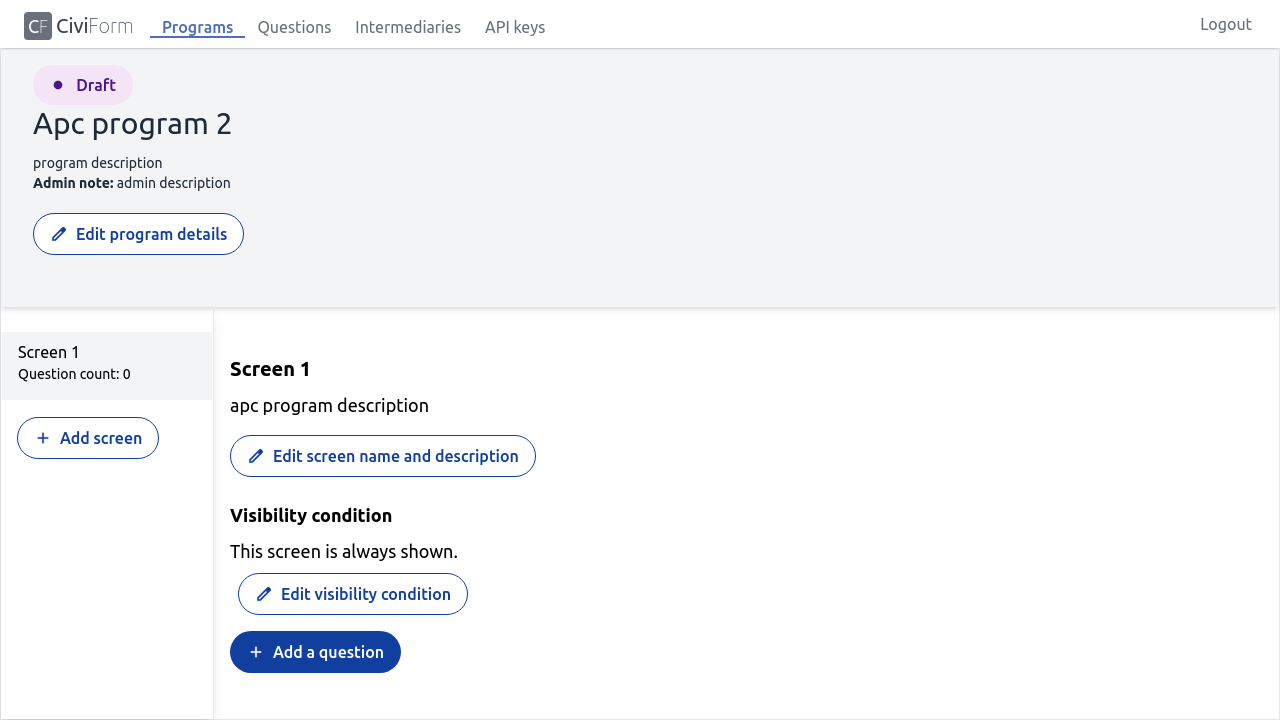 CF CiviForm Programs Questions Intermediaries API keys Logout
Draft
Apc program 2
program description
Admin note: admin description
Edit program details
Screen 1
Question count: 0
Add screen
Screen 1
apc program description
Edit screen name and description
Visibility condition
This screen is always shown.
Edit visibility condition
Add a question